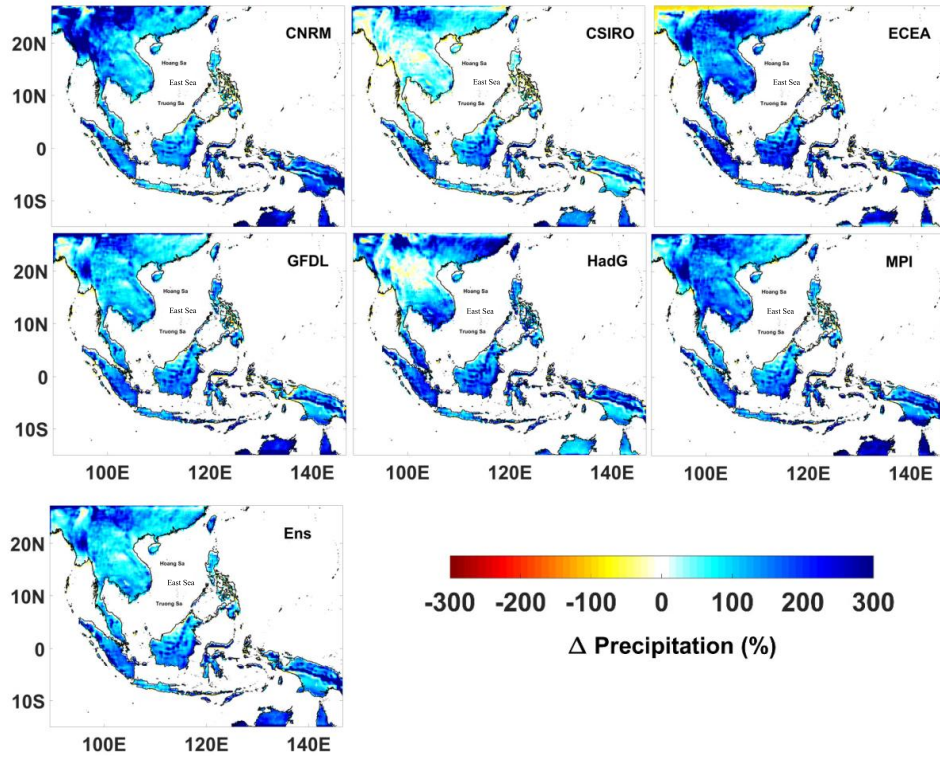 CNRM
CSIRO
ECEA
20N
Hoang Sa
Hoang Sa
Hoang Sa
East Sea
East Sea
East Sea
10N
Truong Sa
Truong Sa
Truong Sa
0
10S
GFDL
HadG
MPI
20N
Hoang Sa
Hoang Sa
Hoang Sa
East Sea
East Sea
East Sea
10N
Truong Sa
Truong Sa
Truong Sa
0
10S
100E 120E 140E 100E 120E 140E 100E 120E 140E
Ens
20N
Hoang Sa
East Sea
10N
Truong Sa
0
10S
100E 120E 140E
-300 -200 -100 0 100 200 300
Δ Precipitation (%)